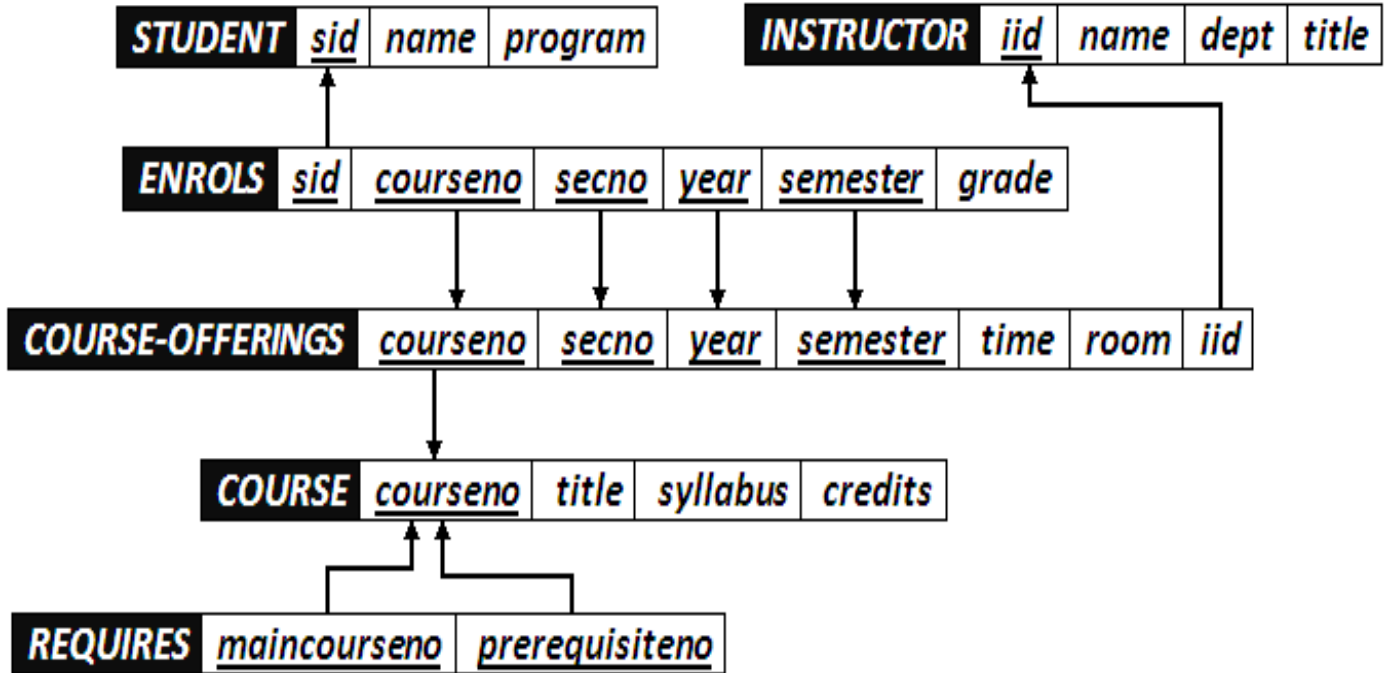 STUDENT sid name program
INSTRUCTOR iid name dept title
ENROLS sid courseno secno year semester grade
COURSE-OFFERINGS courseno secno year semester time room iid
COURSE courseno title syllabus credits
REQUIRES maincourseno prerequisiteno